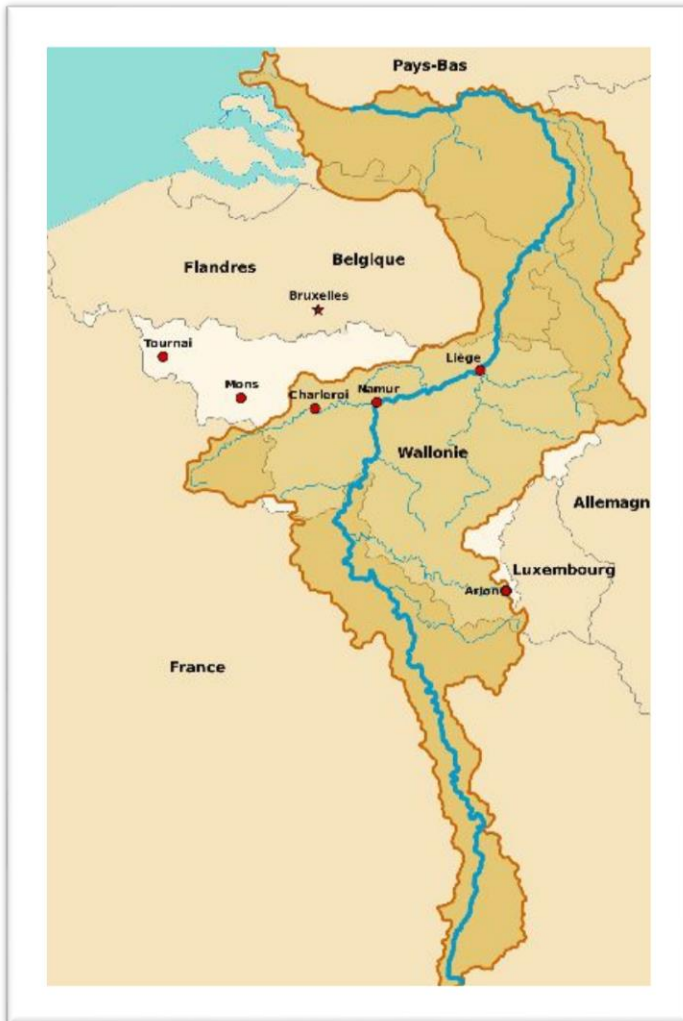 Pays-Bas
Belgique
Flandres
Bruxelles
Tournai
Liège
Mons
Charleroi
Namur
Wallonie
Allemagn
Luxembourg
Arlon
France